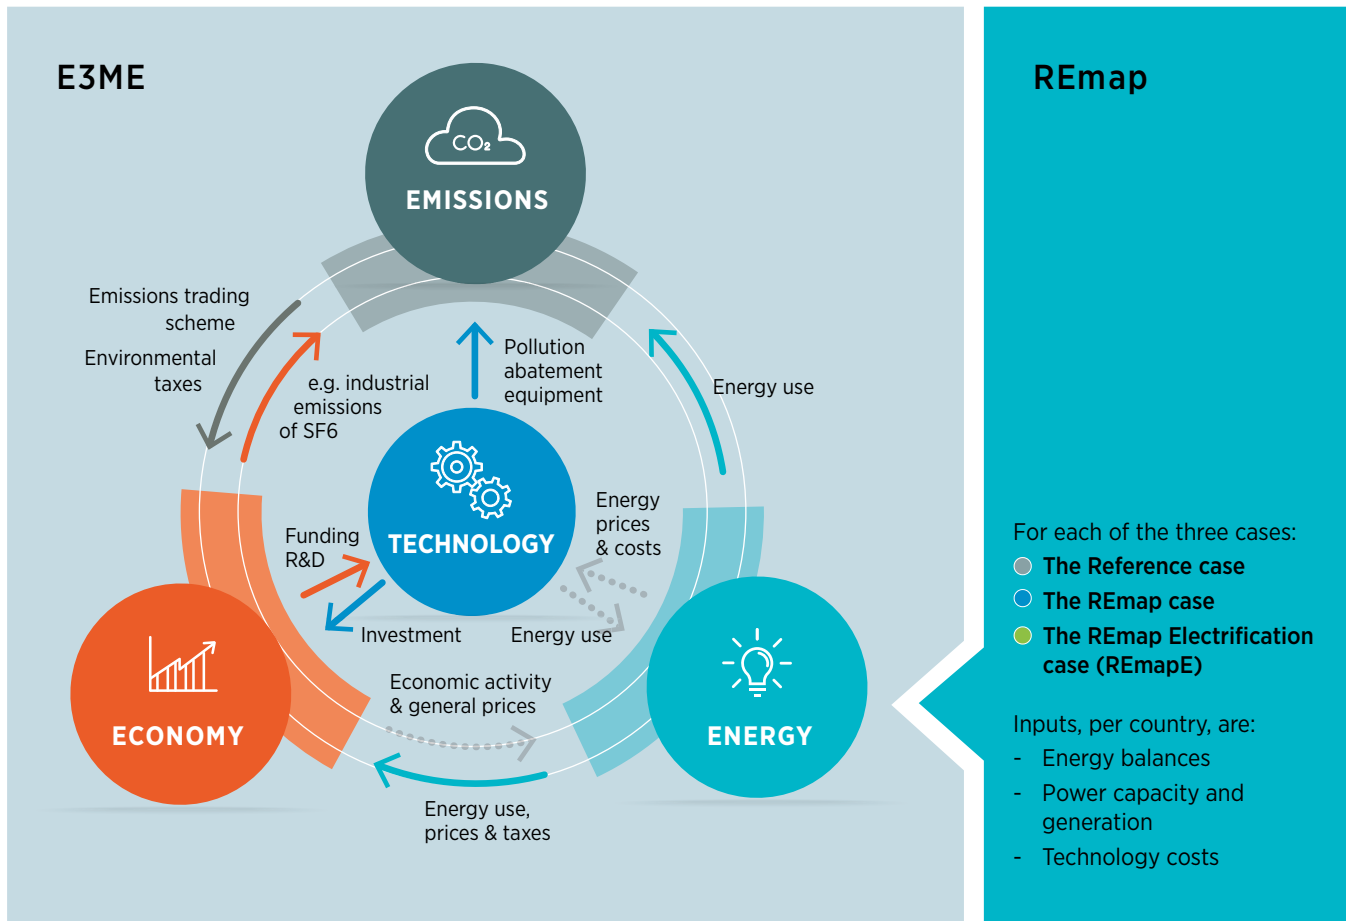 E3ME
CO₂
EMISSIONS
Emissions trading
scheme
Environmental
taxes
e.g. industrial
emissions
of SF6
Pollution
abatement
equipment
Energy use
TECHNOLOGY
Funding
R&D
Investment
Energy
prices
& costs
Energy use
ECONOMY
Economic activity
& general prices
ENERGY
Energy use,
prices & taxes
REmap
For each of the three cases:
The Reference case
The REmap case
The REmap Electrification
case (REmapE)
Inputs, per country, are:
- Energy balances
- Power capacity and
generation
- Technology costs